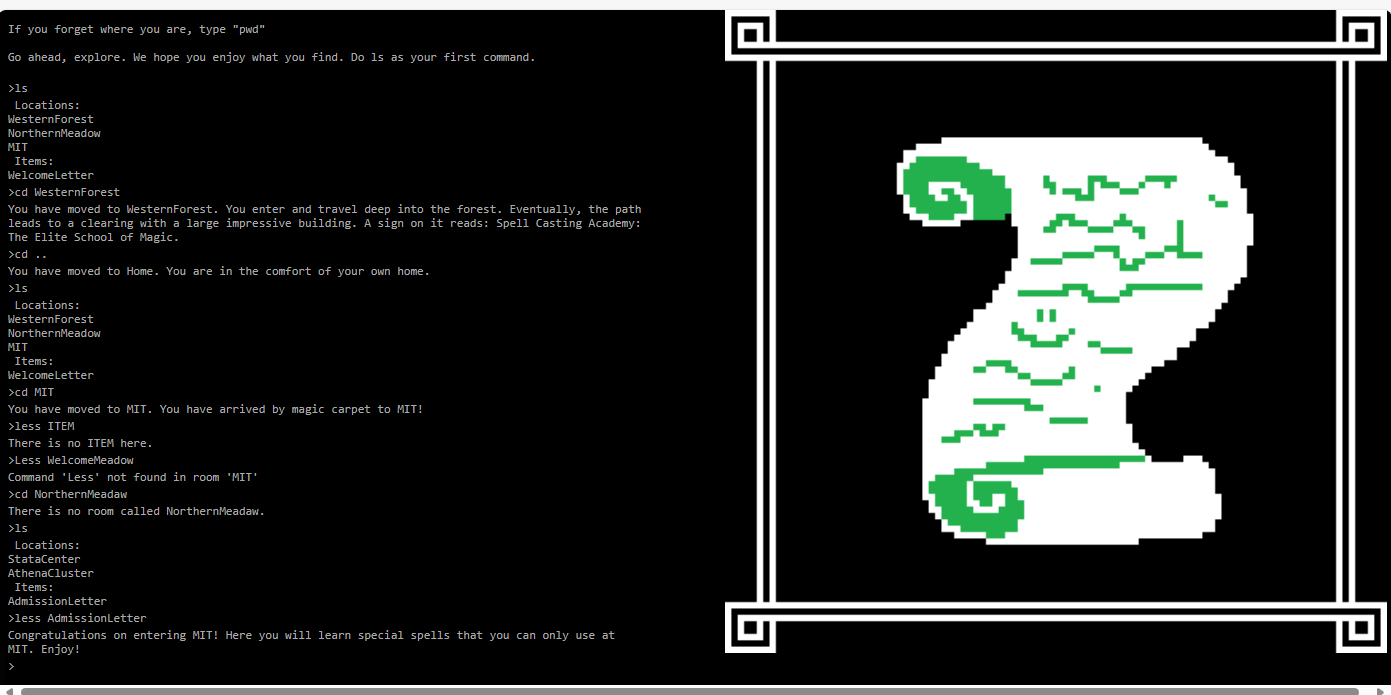 If you forget where you are, type "pwd"
Go ahead, explore. We hope you enjoy what you find. Do ls as your first command.
>ls
Locations:
WesternForest
NorthernMeadow
MIT
Items:
WelcomeLetter
>cd WesternForest
You have moved to WesternForest. You enter and travel deep into the forest. Eventually, the path
leads to a clearing with a large impressive building. A sign on it reads: Spell Casting Academy:
The Elite School of Magic.
>cd ..
You have moved to Home. You are in the comfort of your own home.
>ls
Locations:
WesternForest
NorthernMeadow
MIT
Items:
WelcomeLetter
>cd MIT
You have moved to MIT. You have arrived by magic carpet to MIT!
>less ITEM
There is no ITEM here.
>Less WelcomeMeadow
Command 'Less' not found in room 'MIT'
>cd NorthernMeadaw
There is no room called NorthernMeadaw.
>ls
Locations:
StataCenter
AthenaCluster
Items:
AdmissionLetter
>less AdmissionLetter
Congratulations on entering MIT! Here you will learn special spells that you can only use at
MIT. Enjoy!
>